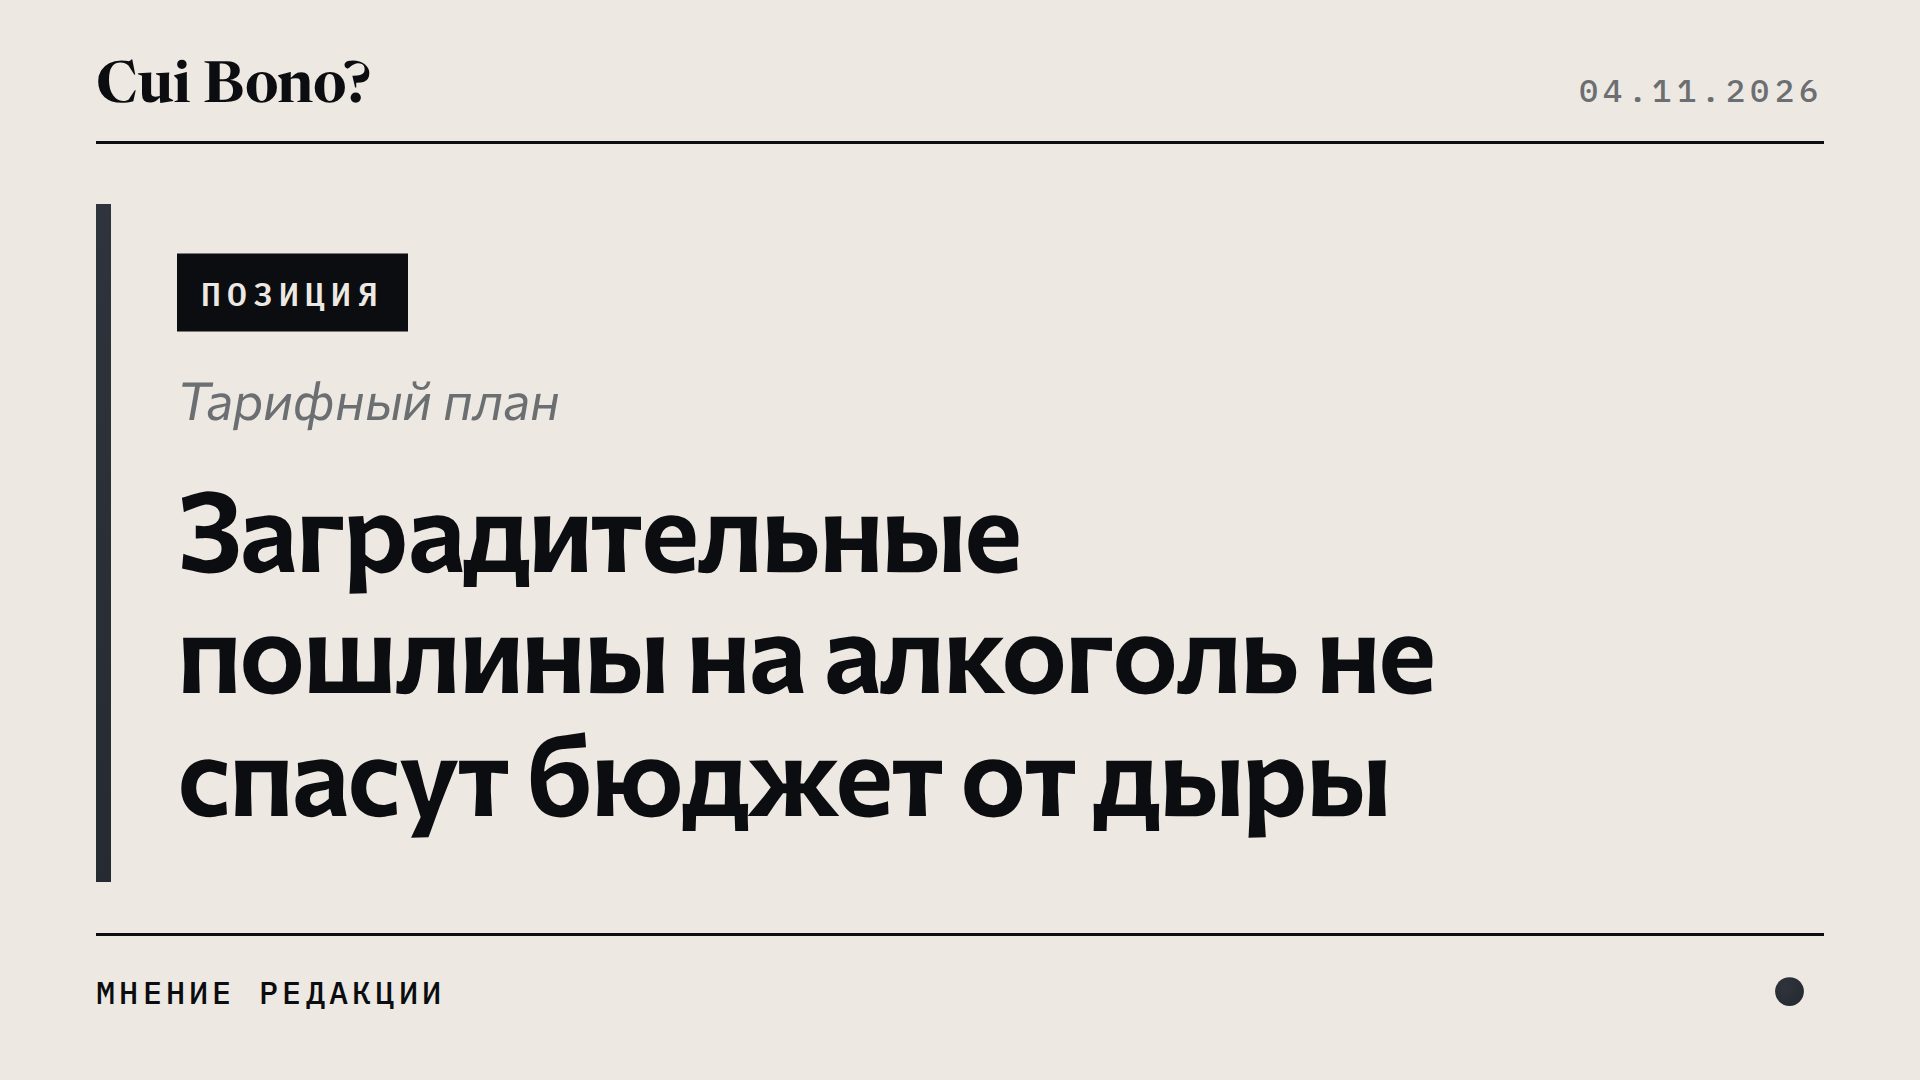 Cui Bono?
04.11.2026
ПОЗИЦИЯ
Тарифный план
Заградительные
пошлины на алкоголь не
спасут бюджет от дыры
МНЕНИЕ РЕДАКЦИИ